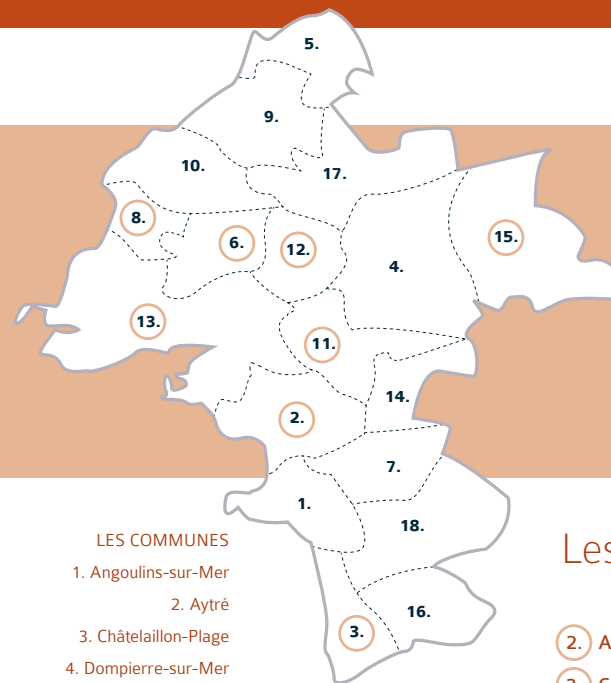 5.
9.
10.
17.
8.
6.
12.
15.
4.
13.
11.
14.
2.
7.
1.
18.
16.
3.
LES COMMUNES
1. Angoulins-sur-Mer
2. Aytré
3. Châtelaillon-Plage
4. Dompierre-sur-Mer
Les
2. A
3.